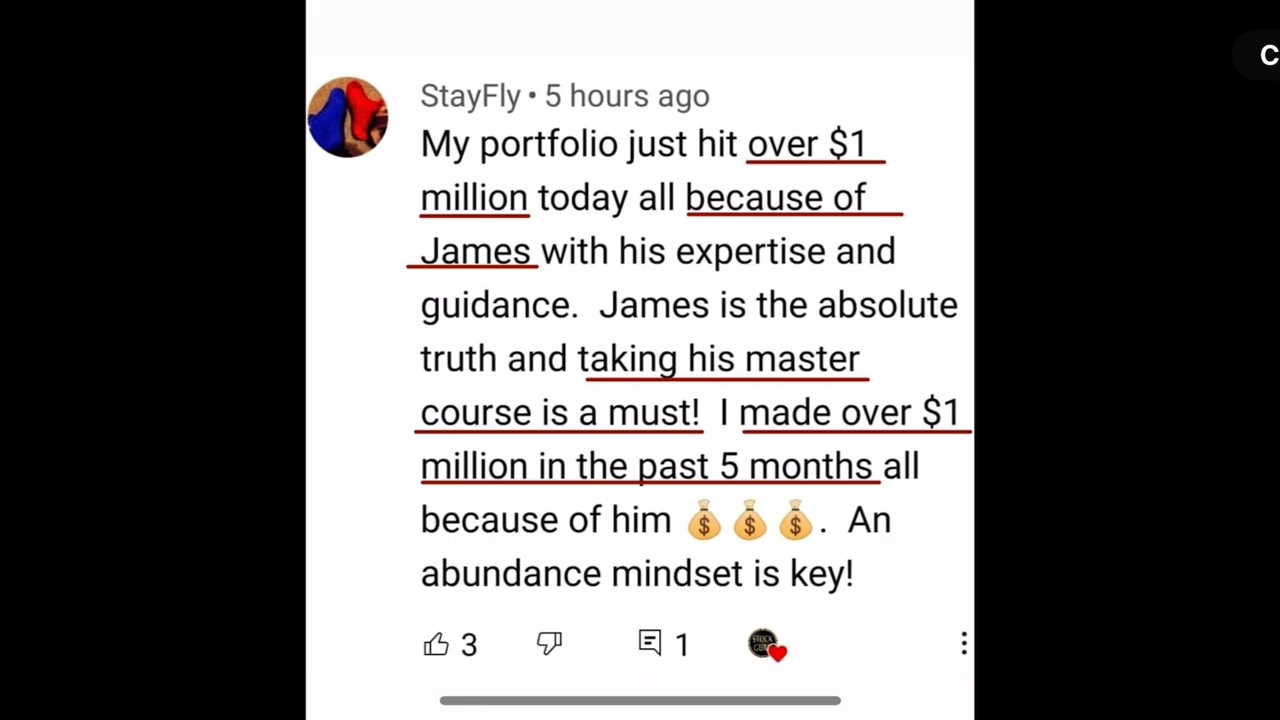 StayFly • 5 hours ago
My portfolio just hit over $1
million today all because of
James with his expertise and
guidance.  James is the absolute
truth and taking his master
course is a must!  I made over $1
million in the past 5 months all
because of him 💰💰💰.  An
abundance mindset is key!
3
1
STOCK
C